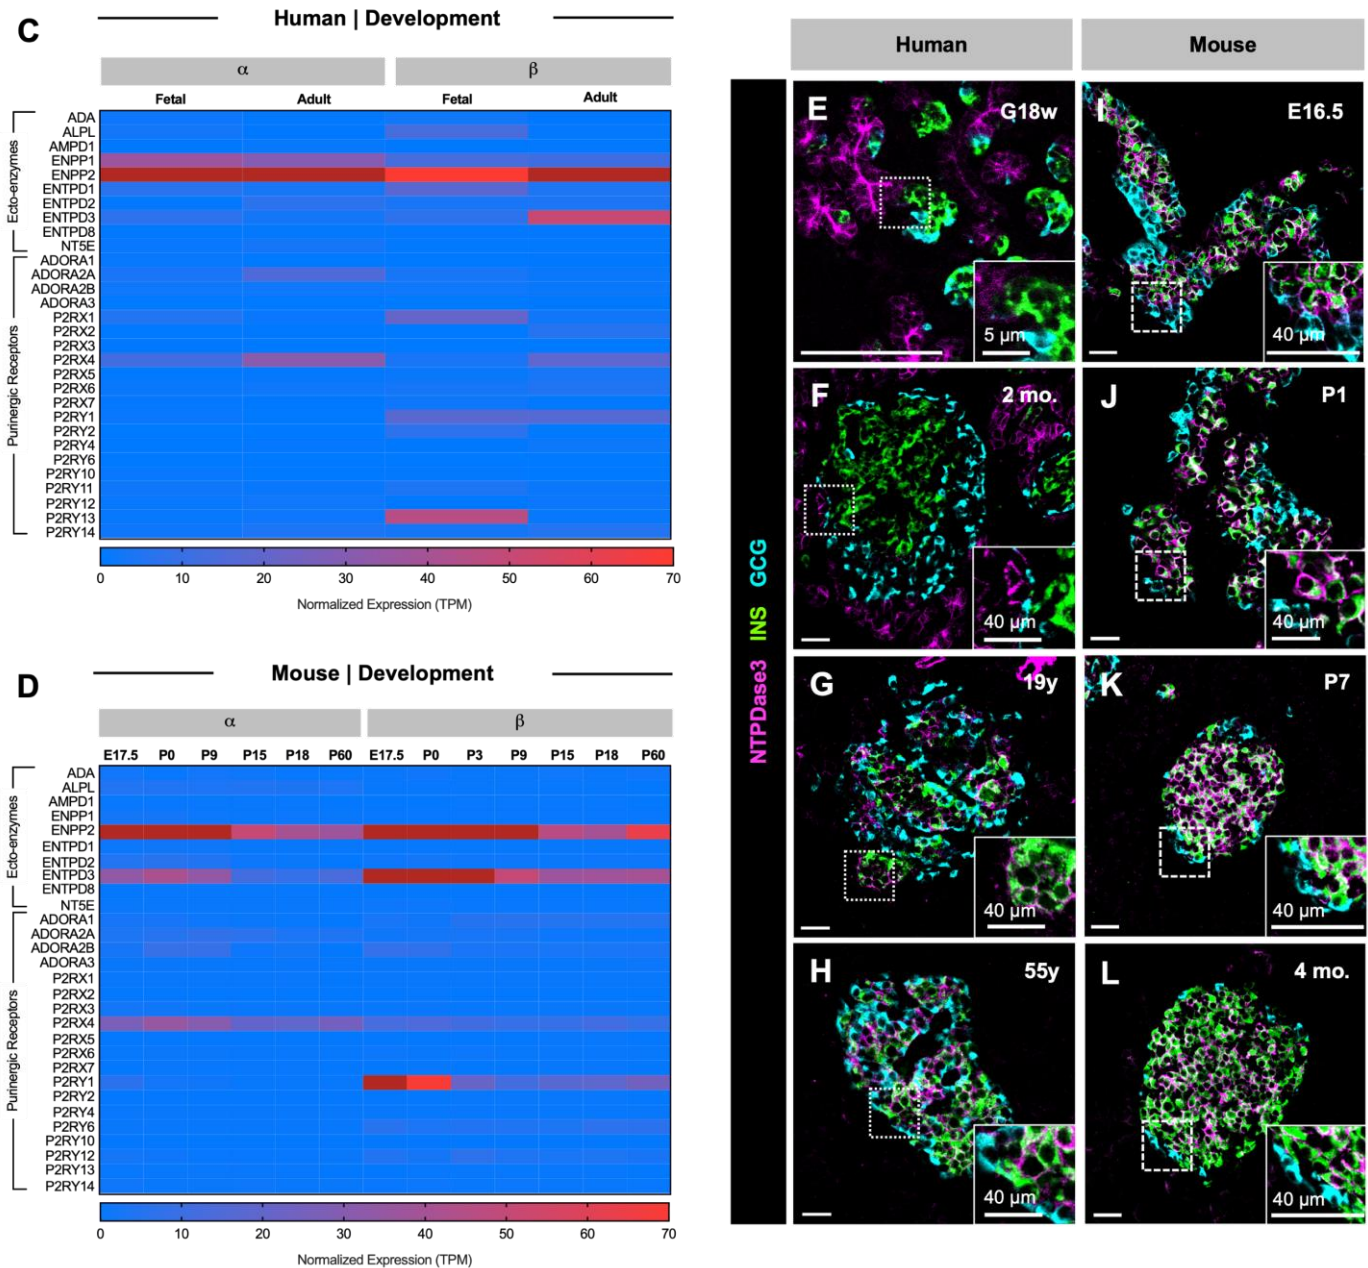 C
Human | Development
α β
Fetal Adult Fetal Adult
Ecto-enzymes
ADA
ALPL
AMPD1
ENPP1
ENPP2
ENTPD1
ENTPD2
ENTPD3
ENTPD8
NT5E
Purinergic Receptors
ADORA1
ADORA2A
ADORA2B
ADORA3
P2RX1
P2RX2
P2RX3
P2RX4
P2RX5
P2RX6
P2RX7
P2RY1
P2RY2
P2RY4
P2RY6
P2RY10
P2RY11
P2RY12
P2RY13
P2RY14
0 10 20 30 40 50 60 70
Normalized Expression (TPM)
D
Mouse | Development
α β
E17.5 P0 P9 P15 P18 P60 E17.5 P0 P3 P9 P15 P18 P60
Ecto-enzymes
ADA
ALPL
AMPD1
ENPP1
ENPP2
ENTPD1
ENTPD2
ENTPD3
ENTPD8
NT5E
Purinergic Receptors
ADORA1
ADORA2A
ADORA2B
ADORA3
P2RX1
P2RX2
P2RX3
P2RX4
P2RX5
P2RX6
P2RX7
P2RY1
P2RY2
P2RY4
P2RY6
P2RY10
P2RY12
P2RY13
P2RY14
0 10 20 30 40 50 60 70
Normalized Expression (TPM)
Human Mouse
NTPDase3 INS GCG
E G18w
5 µm
I E16.5
40 µm
F 2 mo.
40 µm
J P1
40 µm
G 19y
40 µm
K P7
40 µm
H 55y
40 µm
L 4 mo.
40 µm